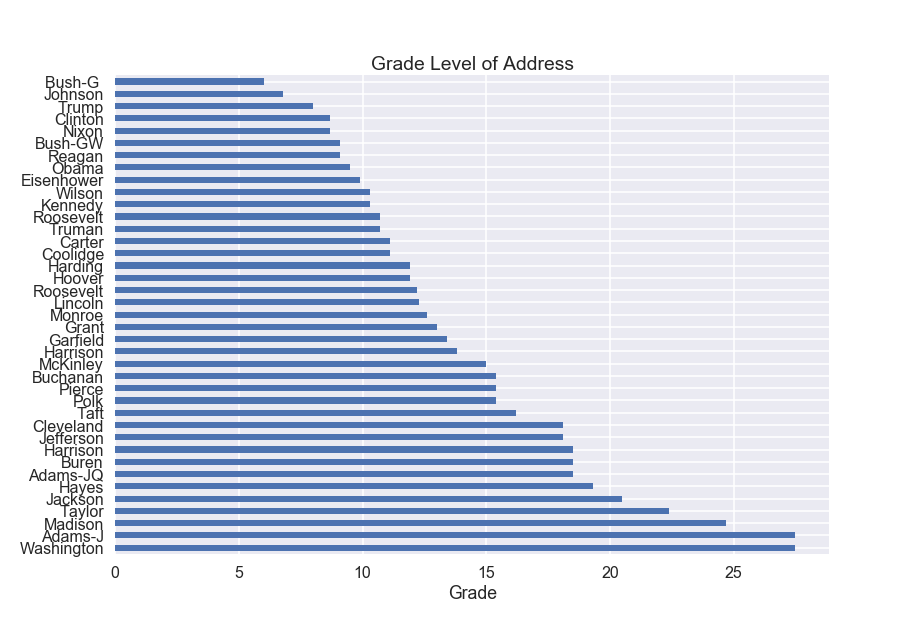 Grade Level of Address
Bush-G
Johnson
Trump
Clinton
Nixon
Bush-GW
Reagan
Obama
Eisenhower
Wilson
Kennedy
Roosevelt
Truman
Carter
Coolidge
Harding
Hoover
Roosevelt
Lincoln
Monroe
Grant
Garfield
Harrison
McKinley
Buchanan
Pierce
Polk
Taft
Cleveland
Jefferson
Harrison
Buren
Adams-JQ
Hayes
Jackson
Taylor
Madison
Adams-J
Washington
0 5 10 15 20 25
Grade